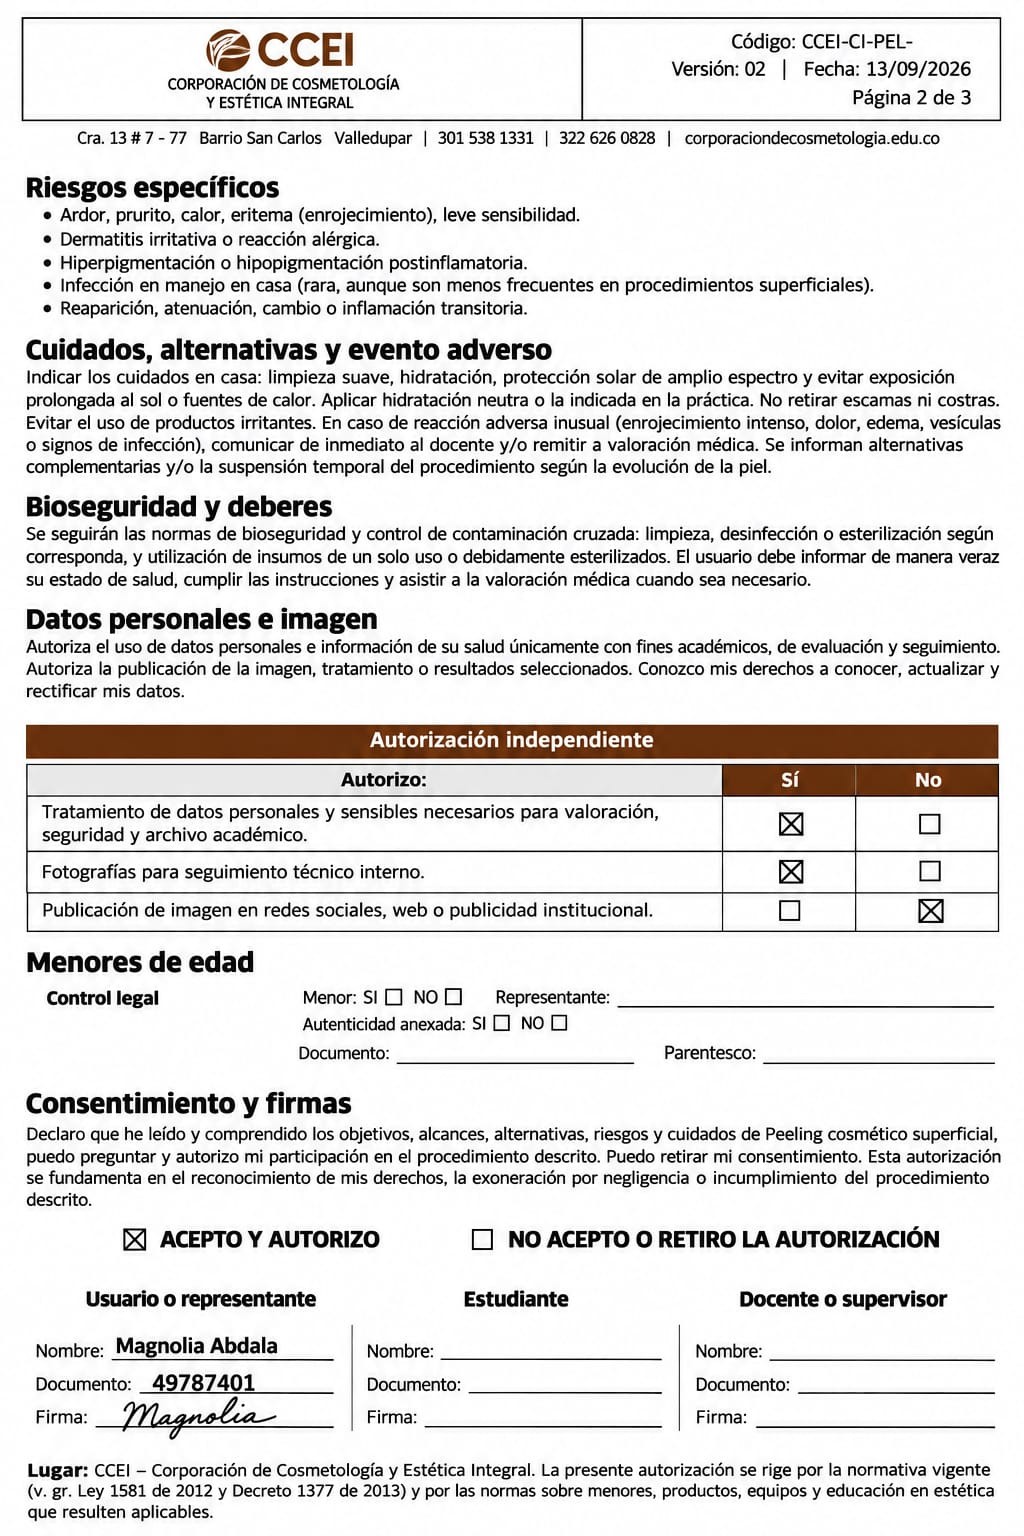 CCEI
CORPORACIÓN DE COSMETOLOGÍA
Y ESTÉTICA INTEGRAL
Código: CCEI-CI-PEL-
Versión: 02 | Fecha: 13/09/2026
Página 2 de 3
Cra. 13 # 7 - 77 Barrio San Carlos Valledupar | 301 538 1331 | 322 626 0828 | corporaciondecosmetologia.edu.co
Riesgos específicos
• Ardor, prurito, calor, eritema (enrojecimiento), leve sensibilidad.
• Dermatitis irritativa o reacción alérgica.
• Hiperpigmentación o hipopigmentación postinflamatoria.
• Infección en manejo en casa (rara, aunque son menos frecuentes en procedimientos superficiales).
• Reaparición, atenuación, cambio o inflamación transitoria.
Cuidados, alternativas y evento adverso
Indicar los cuidados en casa: limpieza suave, hidratación, protección solar de amplio espectro y evitar exposición
prolongada al sol o fuentes de calor. Aplicar hidratación neutra o la indicada en la práctica. No retirar escamas ni costras.
Evitar el uso de productos irritantes. En caso de reacción adversa inusual (enrojecimiento intenso, dolor, edema, vesículas
o signos de infección), comunicar de inmediato al docente y/o remitir a valoración médica. Se informan alternativas
complementarias y/o la suspensión temporal del procedimiento según la evolución de la piel.
Bioseguridad y deberes
Se seguirán las normas de bioseguridad y control de contaminación cruzada: limpieza, desinfección o esterilización según
corresponda, y utilización de insumos de un solo uso o debidamente esterilizados. El usuario debe informar de manera veraz
su estado de salud, cumplir las instrucciones y asistir a la valoración médica cuando sea necesario.
Datos personales e imagen
Autoriza el uso de datos personales e información de su salud únicamente con fines académicos, de evaluación y seguimiento.
Autoriza la publicación de la imagen, tratamiento o resultados seleccionados. Conozco mis derechos a conocer, actualizar y
rectificar mis datos.
Autorización independiente
Autorizo: Sí No
Tratamiento de datos personales y sensibles necesarios para valoración,
seguridad y archivo académico. ☒ ☐
Fotografías para seguimiento técnico interno. ☒ ☐
Publicación de imagen en redes sociales, web o publicidad institucional. ☐ ☒
Menores de edad
Control legal Menor: SI ☐ NO ☐ Representante:
Autenticidad anexada: SI ☐ NO ☐
Documento: Parentesco:
Consentimiento y firmas
Declaro que he leído y comprendido los objetivos, alcances, alternativas, riesgos y cuidados de Peeling cosmético superficial,
puedo preguntar y autorizo mi participación en el procedimiento descrito. Puedo retirar mi consentimiento. Esta autorización
se fundamenta en el reconocimiento de mis derechos, la exoneración por negligencia o incumplimiento del procedimiento
descrito.
☒ ACEPTO Y AUTORIZO ☐ NO ACEPTO O RETIRO LA AUTORIZACIÓN
Usuario o representante Estudiante Docente o supervisor
Nombre: Magnolia Abdala Nombre: Nombre:
Documento: 49787401 Documento: Documento:
Firma: Magnolia Firma: Firma:
Lugar: CCEI – Corporación de Cosmetología y Estética Integral. La presente autorización se rige por la normativa vigente
(v. gr. Ley 1581 de 2012 y Decreto 1377 de 2013) y por las normas sobre menores, productos, equipos y educación en estética
que resulten aplicables.